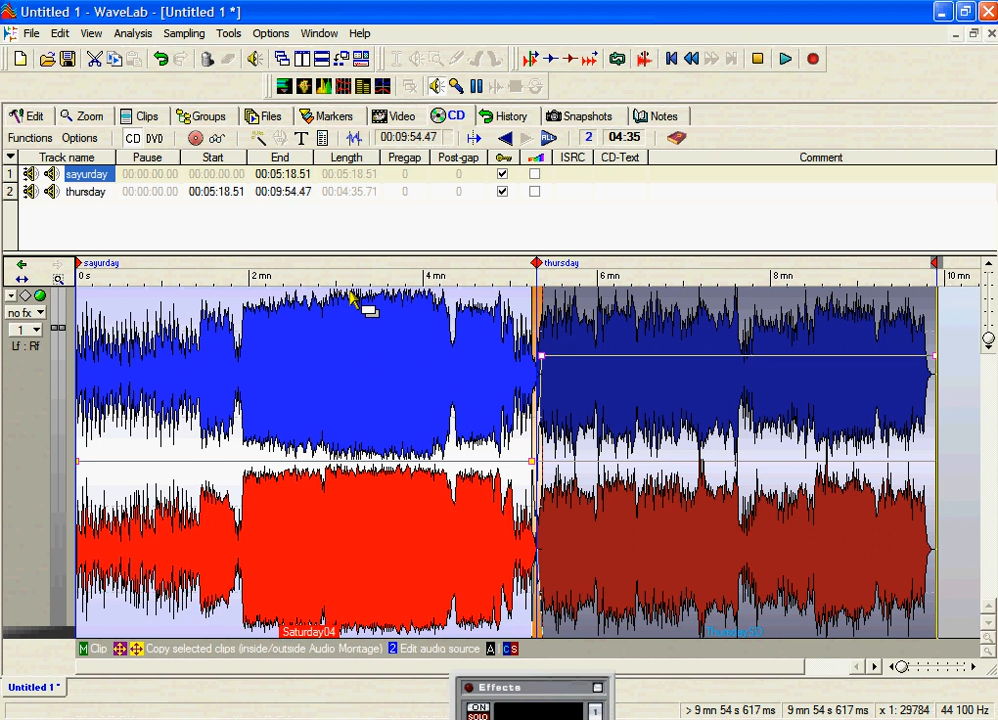 Untitled 1 - WaveLab - [Untitled 1 *]
File Edit View Analysis Sampling Tools Options Window Help
Edit Zoom Clips Groups Files Markers Video CD History Snapshots Notes
Functions Options CD DVD T 00:09:54.47 ALL 2 04:35
Track name Pause Start End Length Pregap Post-gap ISRC CD-Text Comment
1 sayurday 00:00:00.00 00:00:00.00 00:05:18.51 00:05:18.51 0 0
2 thursday 00:00:00.00 00:05:18.51 00:09:54.47 00:04:35.71 0 0
sayurday thursday
0 s 2 mn 4 mn 6 mn 8 mn 10 mn
no fx
1
Lf : Rf
Saturday04
M Clip Copy selected clips (inside/outside Audio Montage) 2 Edit audio source A C S
Untitled 1 *
Effects
ON
SOLO
1
> 9 mn 54 s 617 ms 9 mn 54 s 617 ms x 1: 29784 44 100 Hz